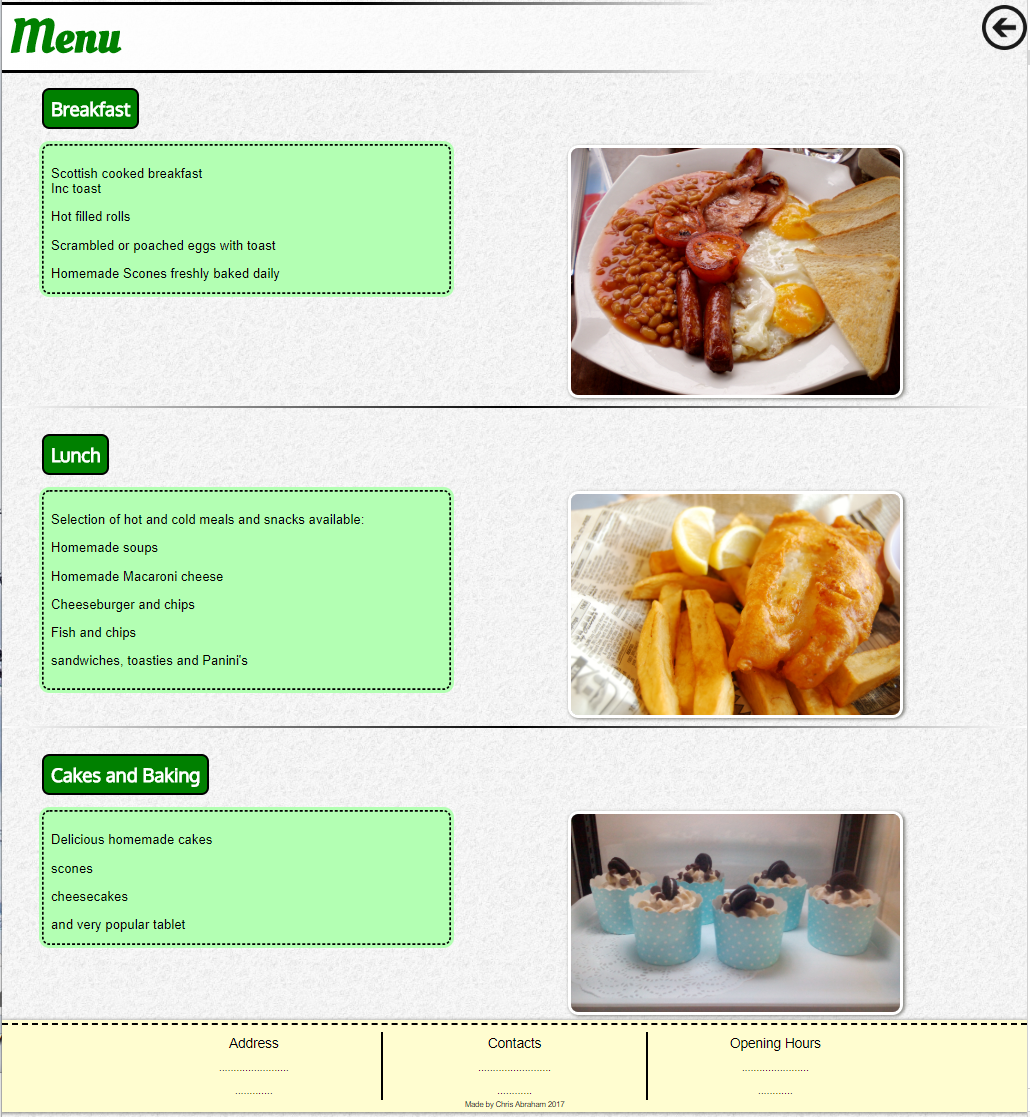 Menu
Breakfast
Scottish cooked breakfast
Inc toast
Hot filled rolls
Scrambled or poached eggs with toast
Homemade Scones freshly baked daily
Lunch
Selection of hot and cold meals and snacks available:
Homemade soups
Homemade Macaroni cheese
Cheeseburger and chips
Fish and chips
sandwiches, toasties and Panini's
Cakes and Baking
Delicious homemade cakes
scones
cheesecakes
and very popular tablet
Address
........................
.............
Contacts
.........................
............
Opening Hours
.......................
............
Made by Chris Abraham 2017